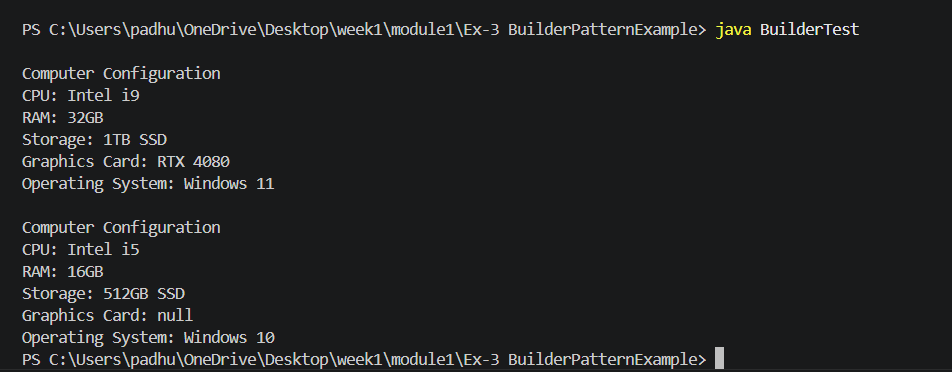 PS C:\Users\padhu\OneDrive\Desktop\week1\module1\Ex-3 BuilderPatternExample> java BuilderTest
Computer Configuration
CPU: Intel i9
RAM: 32GB
Storage: 1TB SSD
Graphics Card: RTX 4080
Operating System: Windows 11
Computer Configuration
CPU: Intel i5
RAM: 16GB
Storage: 512GB SSD
Graphics Card: null
Operating System: Windows 10
PS C:\Users\padhu\OneDrive\Desktop\week1\module1\Ex-3 BuilderPatternExample>